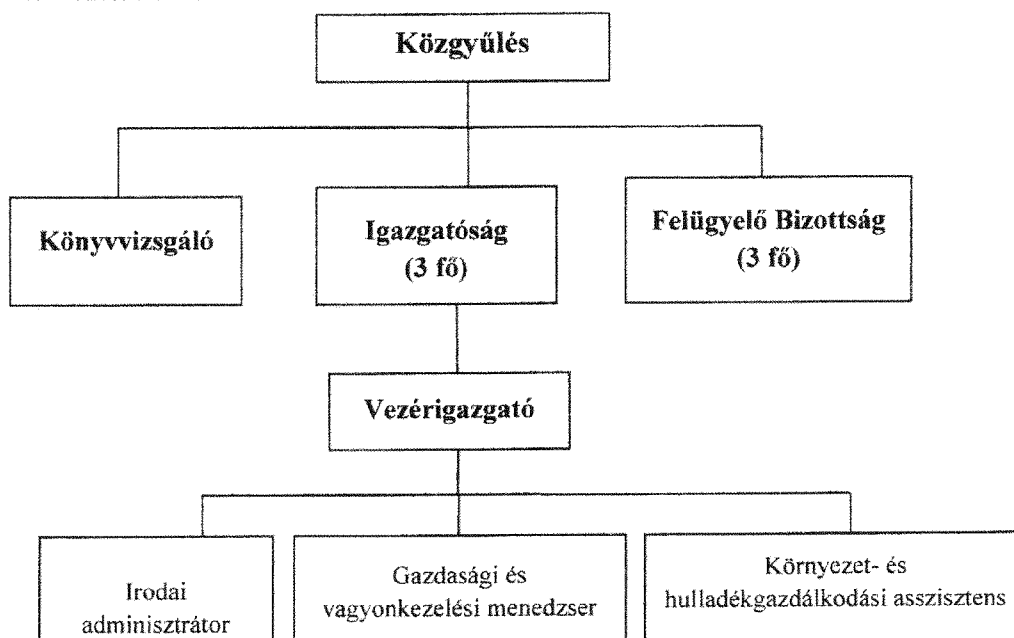 Közgyűlés
Könyvvizsgáló
Igazgatóság
(3 fő)
Felügyelő Bizottság
(3 fő)
Vezérigazgató
Irodai
adminisztrátor
Gazdasági és
vagyonkezelési menedzser
Környezet- és
hulladékgazdálkodási asszisztens